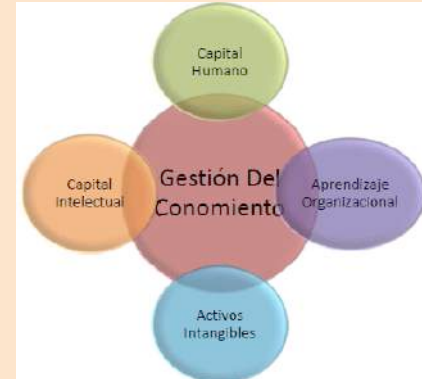 Capital
Humano
Capital
Intelectual
Gestión Del
Conomiento
Aprendizaje
Organizacional
Activos
Intangibles